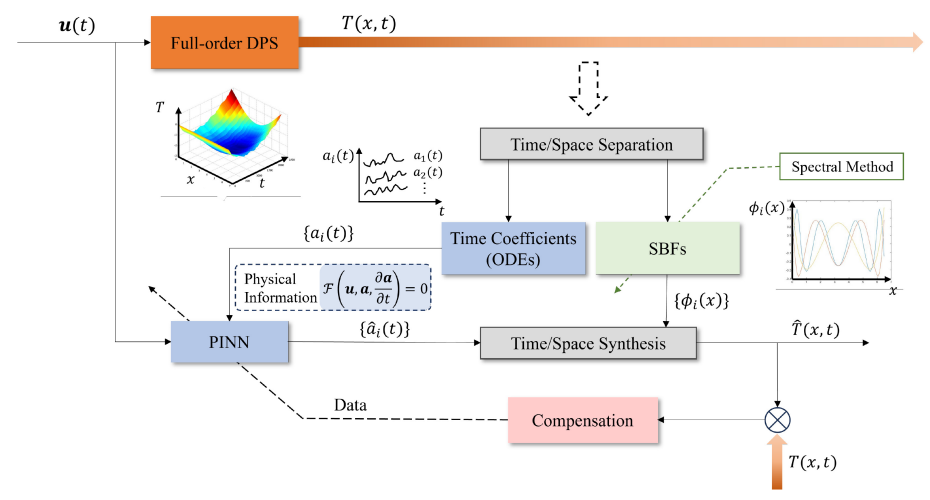 𝒖(t)
Full-order DPS
T(x, t)
T
x
t
Time/Space Separation
a_i(t)
a_1(t)
a_2(t)
⋮
t
Spectral Method
ϕ_i(x)
x
{a_i(t)}
Time Coefficients
(ODEs)
SBFs
Physical
Information
ℱ(𝒖, 𝒂, ∂𝒂/∂t) = 0
{ϕ_i(x)}
PINN
{â_i(t)}
Time/Space Synthesis
T̂(x, t)
Data
Compensation
T(x, t)